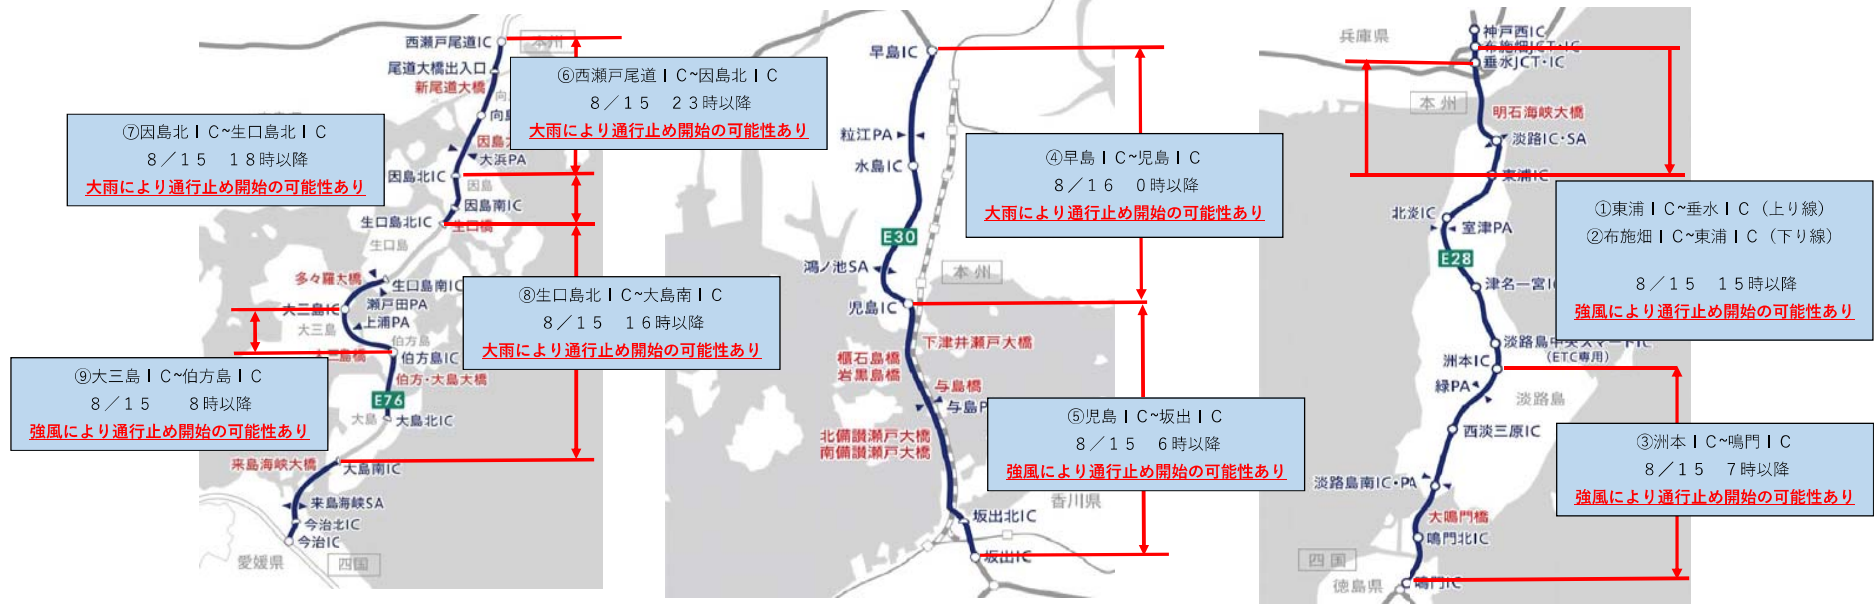 西瀬戸尾道IC
本州
尾道大橋出入口
新尾道大橋
向島
因島大
大浜PA
因島北IC
因島
因島南IC
生口島北IC
生口橋
生口島
多々羅大橋
生口島南IC
瀬戸田PA
大三島IC
上浦PA
大三島
伯方島
大三島橋
伯方島IC
伯方・大島大橋
E76
大島
大島北IC
来島海峡大橋
大島南IC
来島海峡SA
今治北IC
今治IC
愛媛県
四国
⑥西瀬戸尾道IC~因島北IC
8/15 23時以降
大雨により通行止め開始の可能性あり
⑦因島北IC~生口島北IC
8/15 18時以降
大雨により通行止め開始の可能性あり
⑧生口島北IC~大島南IC
8/15 16時以降
大雨により通行止め開始の可能性あり
⑨大三島IC~伯方島IC
8/15 8時以降
強風により通行止め開始の可能性あり
早島IC
粒江PA
水島IC
E30
鴻ノ池SA
本州
児島IC
下津井瀬戸大橋
櫃石島橋
岩黒島橋
与島橋
与島P
北備讃瀬戸大橋
南備讃瀬戸大橋
香川県
坂出北IC
坂出IC
④早島IC~児島IC
8/16 0時以降
大雨により通行止め開始の可能性あり
⑤児島IC~坂出IC
8/15 6時以降
強風により通行止め開始の可能性あり
兵庫県
神戸西IC
布施畑JCT・IC
垂水JCT・IC
本州
明石海峡大橋
淡路IC・SA
東浦IC
北淡IC
室津PA
E28
津名一宮IC
淡路島中央スマートIC
(ETC専用)
洲本IC
緑PA
淡路島
西淡三原IC
淡路島南IC・PA
大鳴門橋
鳴門北IC
四国
徳島県
鳴門IC
①東浦IC~垂水IC(上り線)
②布施畑IC~東浦IC(下り線)
8/15 15時以降
強風により通行止め開始の可能性あり
③洲本IC~鳴門IC
8/15 7時以降
強風により通行止め開始の可能性あり